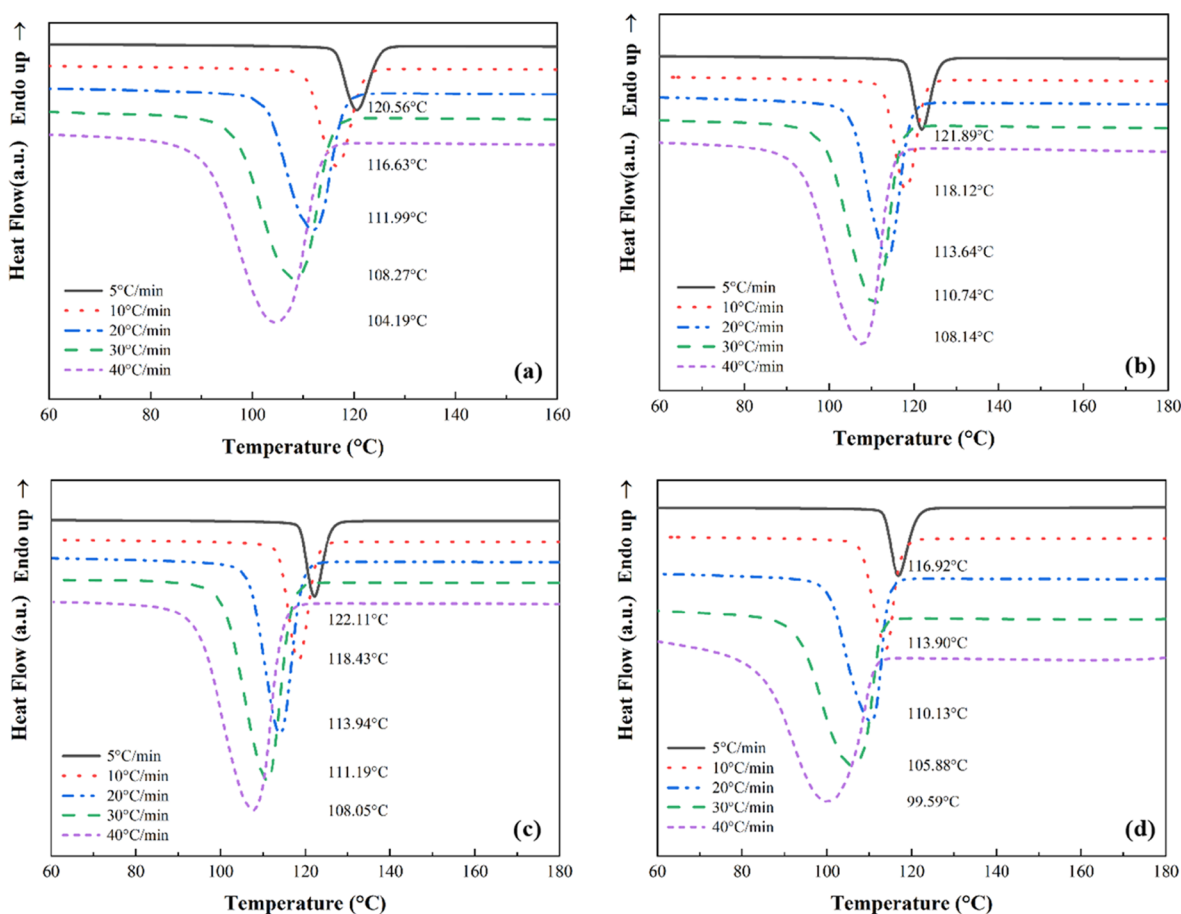 Heat Flow(a.u.) Endo up →
120.56°C
116.63°C
111.99°C
108.27°C
104.19°C
5°C/min
10°C/min
20°C/min
30°C/min
40°C/min
(a)
60 80 100 120 140 160
Temperature (°C)
Heat Flow(a.u.) Endo up →
121.89°C
118.12°C
113.64°C
110.74°C
108.14°C
5°C/min
10°C/min
20°C/min
30°C/min
40°C/min
(b)
60 80 100 120 140 160 180
Temperature (°C)
Heat Flow (a.u.) Endo up →
122.11°C
118.43°C
113.94°C
111.19°C
108.05°C
5°C/min
10°C/min
20°C/min
30°C/min
40°C/min
(c)
60 80 100 120 140 160 180
Temperature (°C)
Heat Flow (a.u.) Endo up →
116.92°C
113.90°C
110.13°C
105.88°C
99.59°C
5°C/min
10°C/min
20°C/min
30°C/min
40°C/min
(d)
60 80 100 120 140 160 180
Temperature (°C)